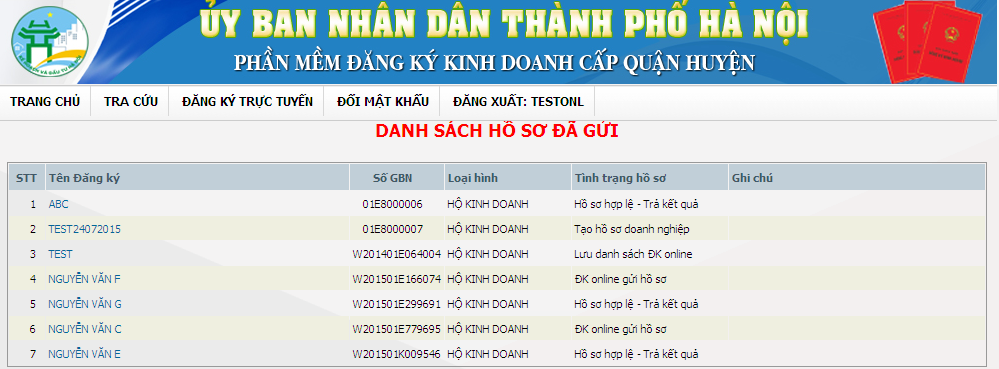 ỦY BAN NHÂN DÂN THÀNH PHỐ HÀ NỘI
PHẦN MỀM ĐĂNG KÝ KINH DOANH CẤP QUẬN HUYỆN
TRANG CHỦ TRA CỨU ĐĂNG KÝ TRỰC TUYẾN ĐỔI MẬT KHẨU ĐĂNG XUẤT: TESTONL
DANH SÁCH HỒ SƠ ĐÃ GỬI
STT Tên Đăng ký Số GBN Loại hình Tình trạng hồ sơ Ghi chú
1 ABC 01E8000006 HỘ KINH DOANH Hồ sơ hợp lệ - Trả kết quả
2 TEST24072015 01E8000007 HỘ KINH DOANH Tạo hồ sơ doanh nghiệp
3 TEST W201401E064004 HỘ KINH DOANH Lưu danh sách ĐK online
4 NGUYỄN VĂN F W201501E166074 HỘ KINH DOANH ĐK online gửi hồ sơ
5 NGUYỄN VĂN G W201501E299691 HỘ KINH DOANH Hồ sơ hợp lệ - Trả kết quả
6 NGUYỄN VĂN C W201501E779695 HỘ KINH DOANH ĐK online gửi hồ sơ
7 NGUYỄN VĂN E W201501K009546 HỘ KINH DOANH Hồ sơ hợp lệ - Trả kết quả